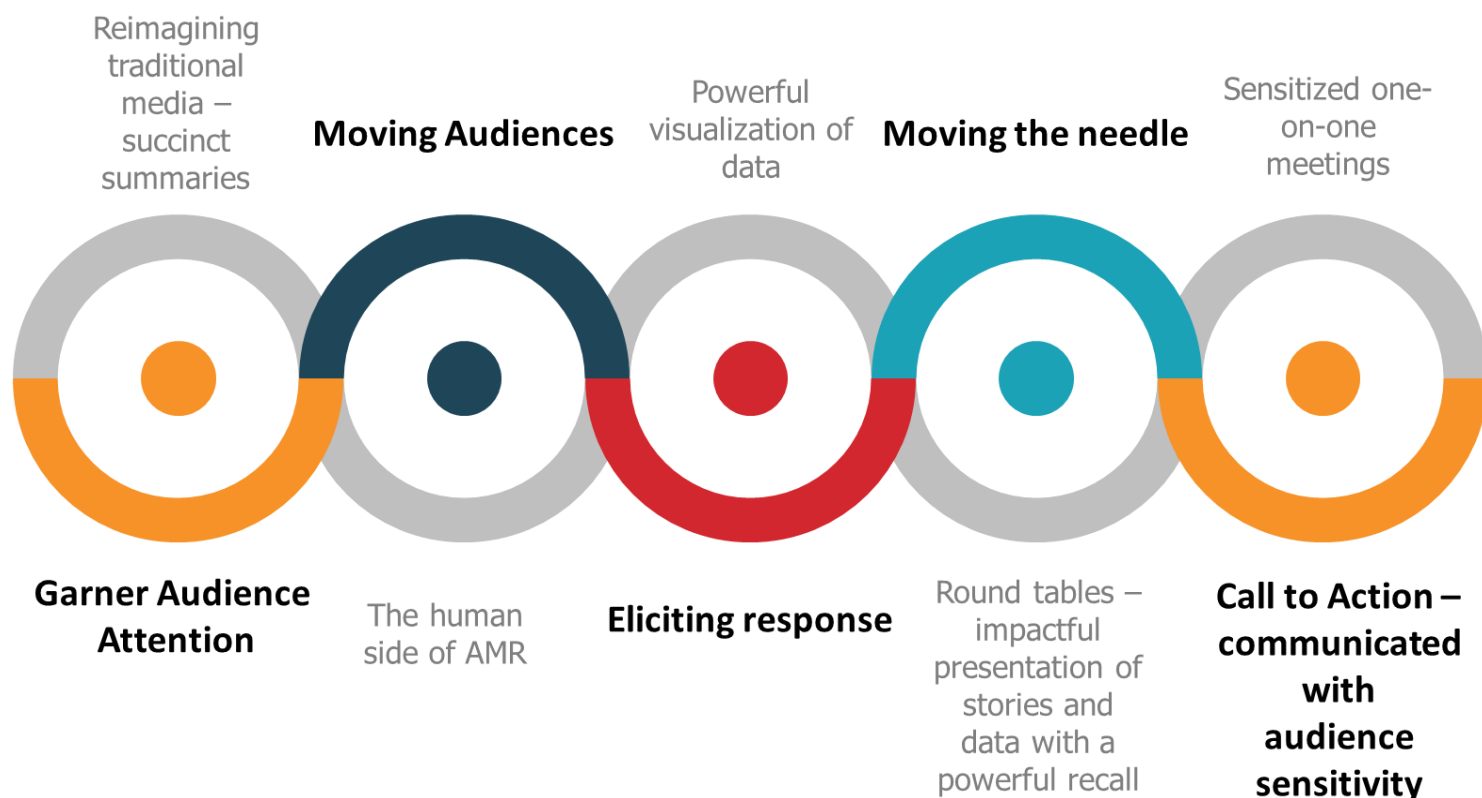 Reimagining
traditional
media –
succinct
summaries
Garner Audience
Attention
Moving Audiences
The human
side of AMR
Powerful
visualization of
data
Eliciting response
Moving the needle
Round tables –
impactful
presentation of
stories and
data with a
powerful recall
Sensitized one-
on-one
meetings
Call to Action –
communicated
with
audience
sensitivity